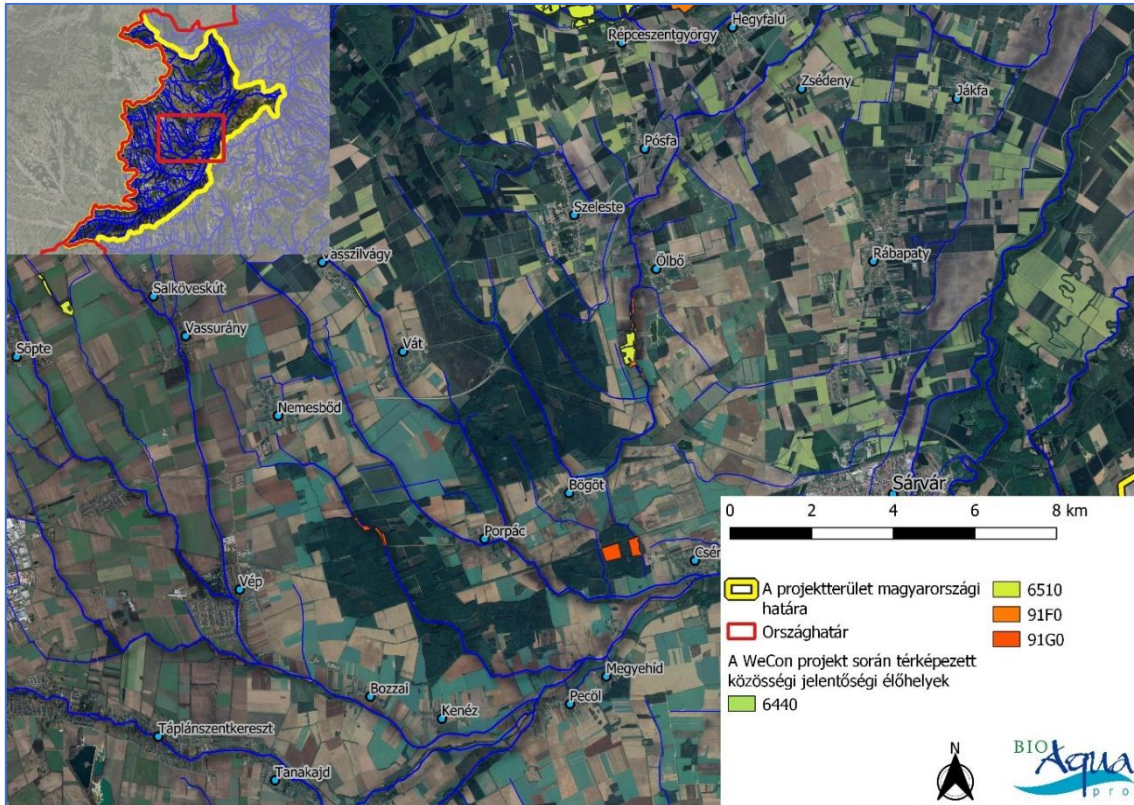 Hegyfalu
Répceszentgyörgy
Zsédeny
Jákfa
Pósfa
Szeleste
Vasszilvágy
Ölbő
Rábapaty
Salköveskút
Vassurány
Söpte
Vát
Nemesbőd
Sárvár
Bögöt
Porpác
Csén
Vép
Megyehíd
Bozzai
Pecöl
Kenéz
Táplánszentkereszt
Tanakajd
0 2 4 6 8 km
A projektterület magyarországi
határa
Országhatár
A WeCon projekt során térképezett
közösségi jelentőségi élőhelyek
6440
6510
91F0
91G0
N
BIO
Aqua
pro